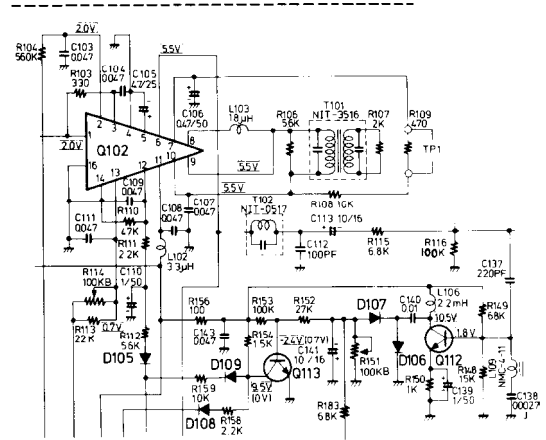 2.0V
C103
0.047
R104
560K
5.5V
R103
330
C104
0.047
C105
47/25
C106
0.47/50
L103
18μH
R106
56K
T101
NIT-3516
R107
2K
R109
470
TP1
1
2
3
4
5
6
7
8
Q102
2.0V
16
14
13
12
11
10
9
5.5V
5.5V
R108 10K
C109
0.047
R110
47K
C111
0.047
R111
2.2K
C108
0.047
C107
0.047
T102
NIT-0517
C113 10/16
C112
100PF
R115
6.8K
R116
100K
C137
220PF
L102
3.3μH
R114
100KB
C110
1/50
R113
22K
0.7V
R112
56K
D105
R156
100
R153
100K
R152
27K
D107
C140
0.01
L106
2.2mH
10.5V
R149
68K
1.8V
C143
0.047
R154
1.5K
-2.4V (0.7V)
C141
10/16
R151
100KB
D106
Q112
D109
Q113
9.5V
(0V)
R159
10K
D108
R158
2.2K
R183
68K
R150
1K
C139
1/50
R148
15K
L109
NMC-4-11
C138
0.0027
J